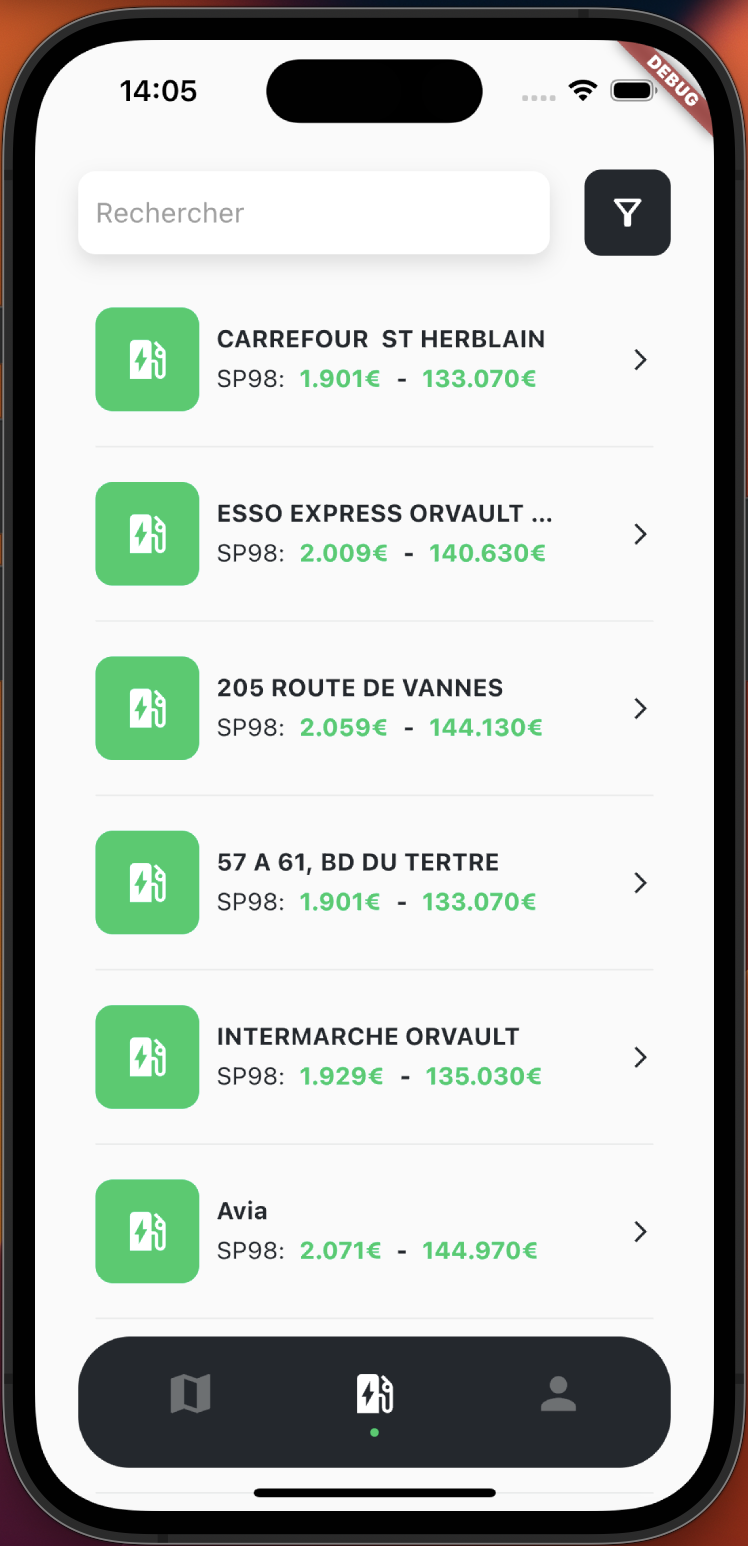 14:05
DEBUG
Rechercher
CARREFOUR  ST HERBLAIN
SP98: 1.901€ - 133.070€
ESSO EXPRESS ORVAULT ...
SP98: 2.009€ - 140.630€
205 ROUTE DE VANNES
SP98: 2.059€ - 144.130€
57 A 61, BD DU TERTRE
SP98: 1.901€ - 133.070€
INTERMARCHE ORVAULT
SP98: 1.929€ - 135.030€
Avia
SP98: 2.071€ - 144.970€